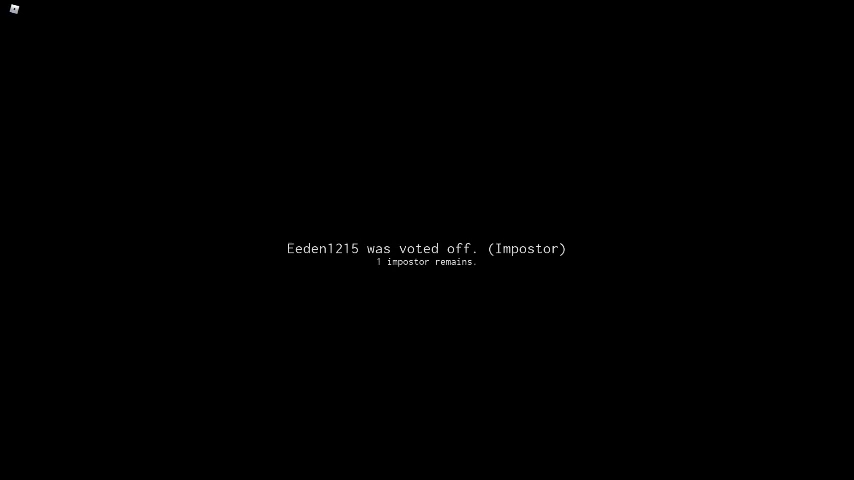 Eeden1215 was voted off. (Impostor)
1 impostor remains.